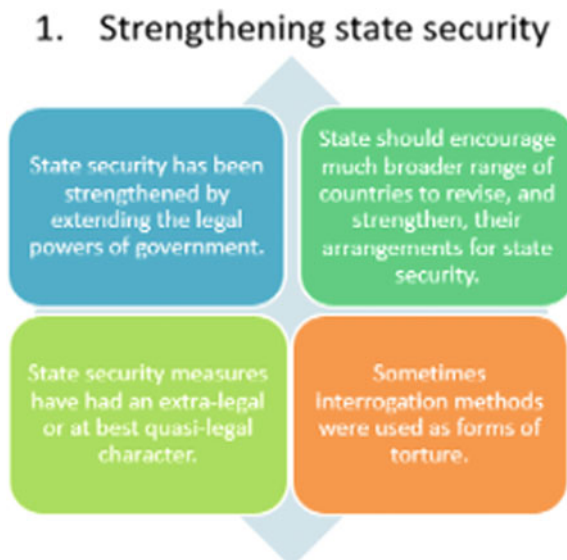 1. Strengthening state security
State security has been
strengthened by
extending the legal
powers of government.
State should encourage
much broader range of
countries to revise, and
strengthen, their
arrangements for state
security.
State security measures
have had an extra-legal
or at best quasi-legal
character.
Sometimes
interrogation methods
were used as forms of
torture.